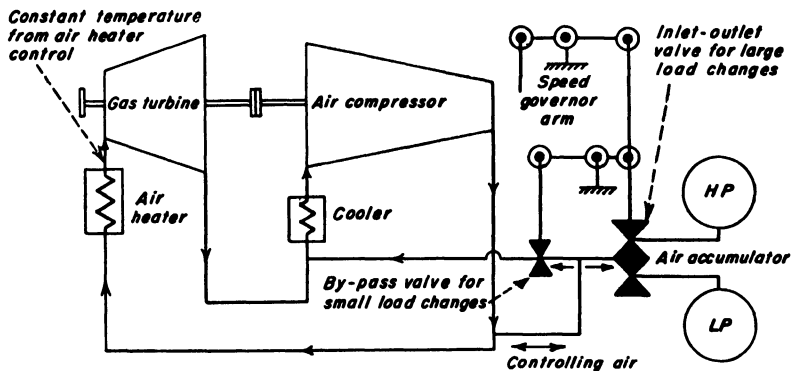 Constant temperature
from air heater
control
Gas turbine
Air compressor
Speed
governor
arm
Inlet-outlet
valve for large
load changes
Air
heater
Cooler
HP
Air accumulator
By-pass valve for
small load changes
LP
Controlling air